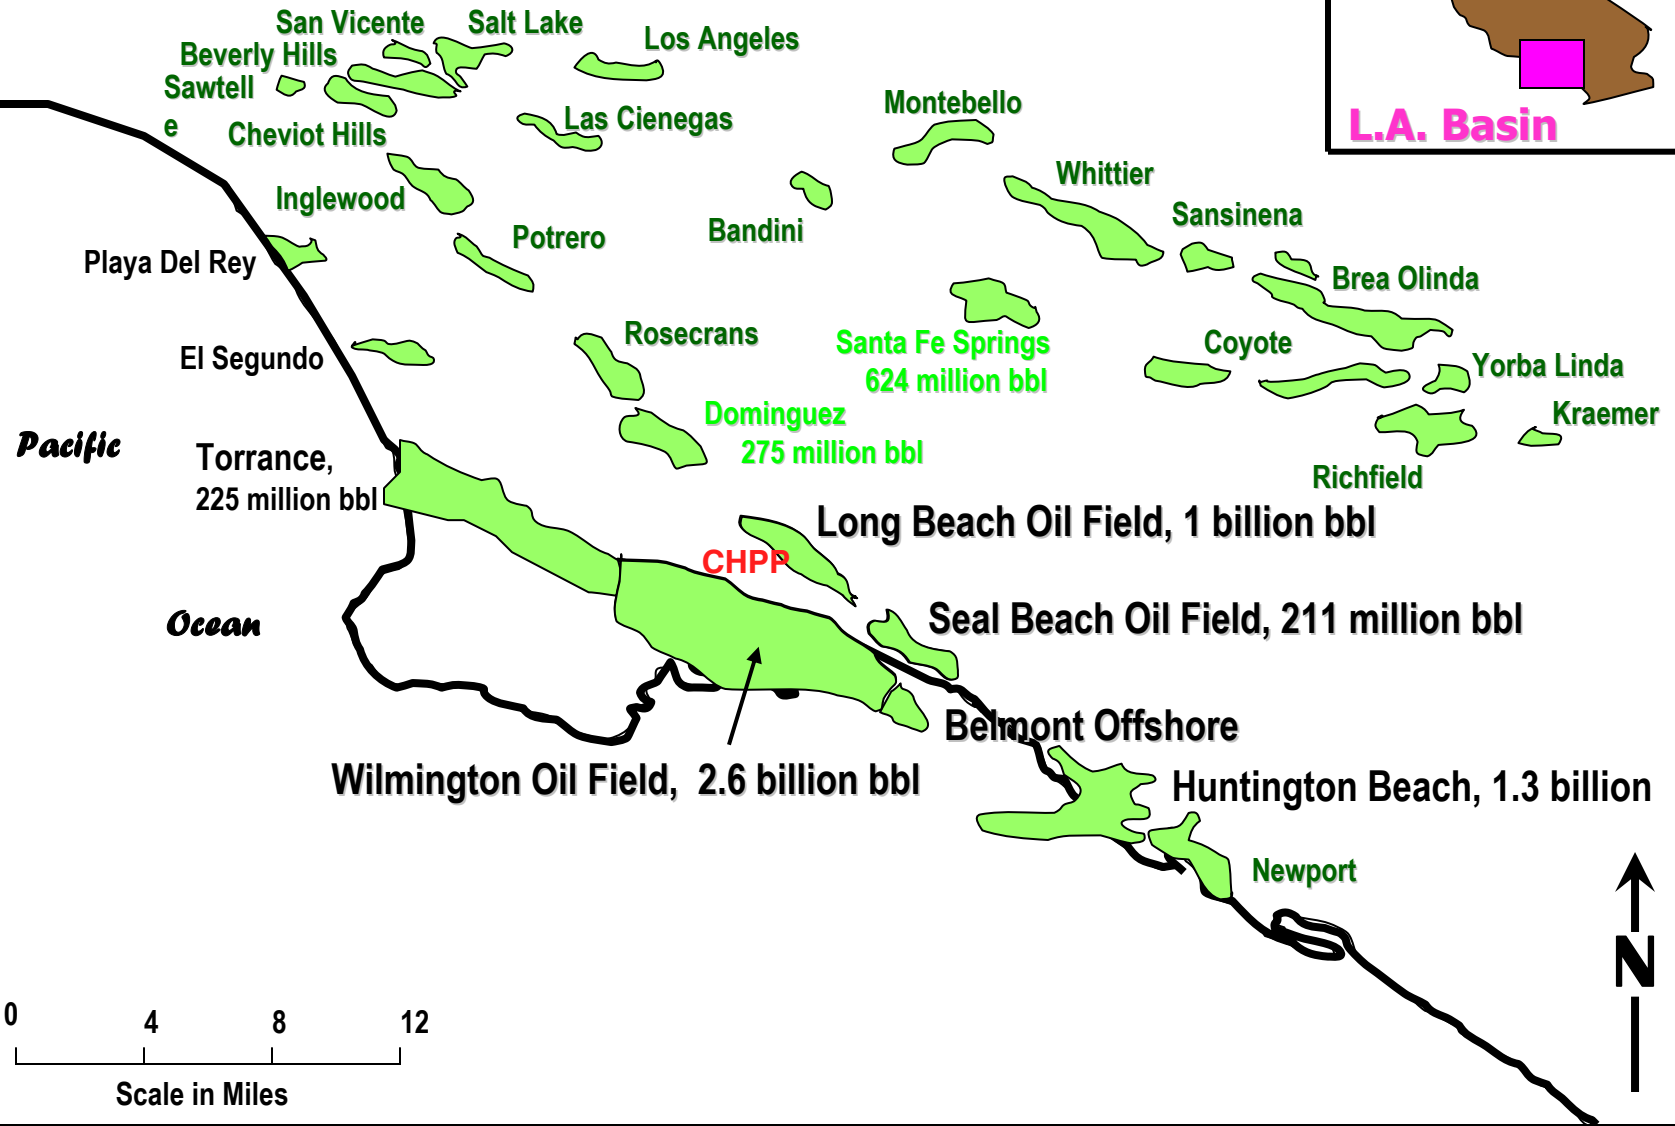 San Vicente
Salt Lake
Los Angeles
Beverly Hills
Sawtell
e
Cheviot Hills
Las Cienegas
Montebello
L.A. Basin
Inglewood
Whittier
Sansinena
Bandini
Potrero
Playa Del Rey
Brea Olinda
Rosecrans
Santa Fe Springs
624 million bbl
Coyote
El Segundo
Yorba Linda
Dominguez
275 million bbl
Kraemer
Pacific
Torrance,
225 million bbl
Richfield
Long Beach Oil Field, 1 billion bbl
CHPP
Ocean
Seal Beach Oil Field, 211 million bbl
Belmont Offshore
Wilmington Oil Field, 2.6 billion bbl
Huntington Beach, 1.3 billion
Newport
N
0 4 8 12
Scale in Miles